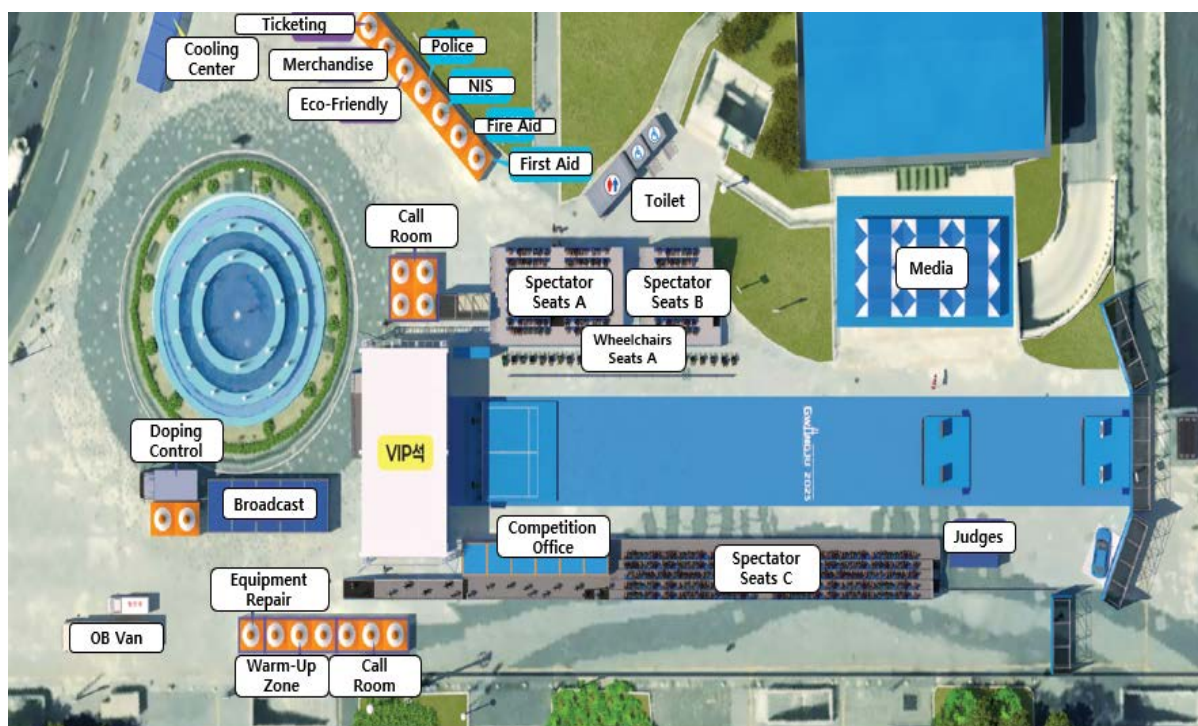 Ticketing
Cooling
Center
Merchandise
Police
Eco-Friendly
NIS
Fire Aid
First Aid
Toilet
Call
Room
Spectator
Seats A
Spectator
Seats B
Media
Wheelchairs
Seats A
Doping
Control
VIP석
GWANGJU 2025
Broadcast
Competition
Office
Spectator
Seats C
Judges
Equipment
Repair
OB Van
Warm-Up
Zone
Call
Room